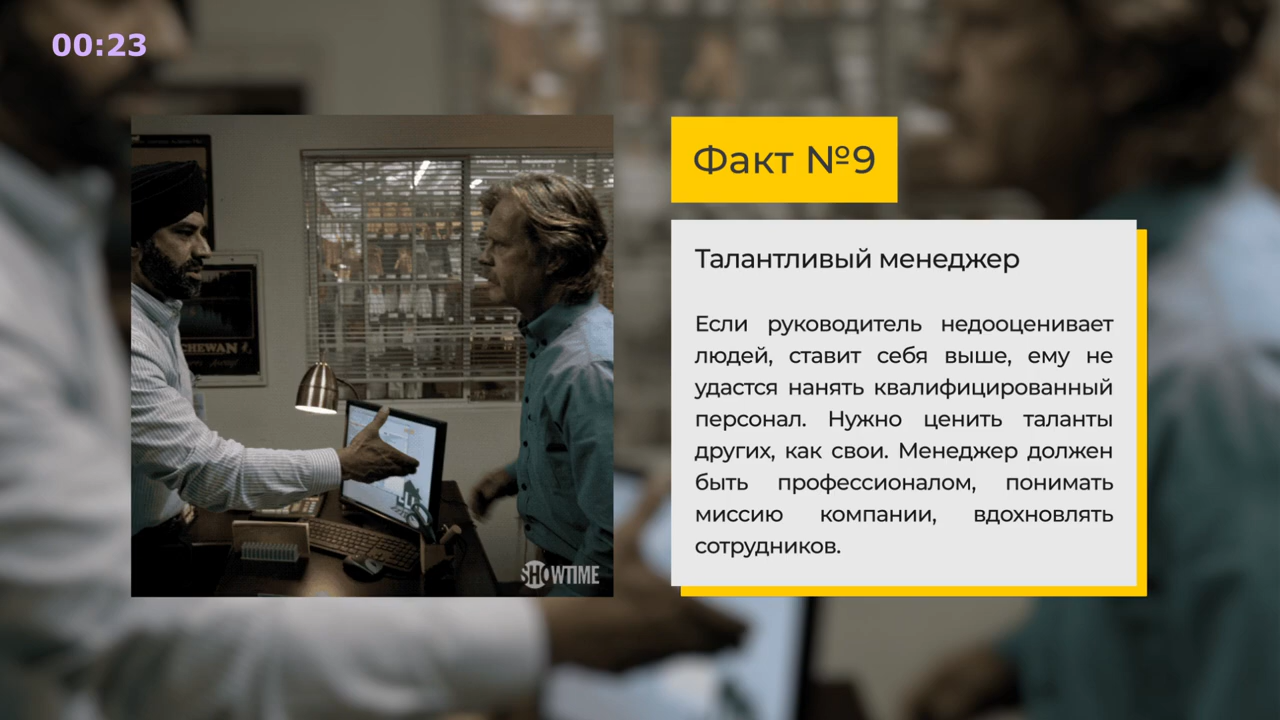 00:23
Факт №9
Талантливый менеджер
Если руководитель недооценивает
людей, ставит себя выше, ему не
удастся нанять квалифицированный
персонал. Нужно ценить таланты
других, как свои. Менеджер должен
быть профессионалом, понимать
миссию компании, вдохновлять
сотрудников.
CHEWAN
SHOWTIME